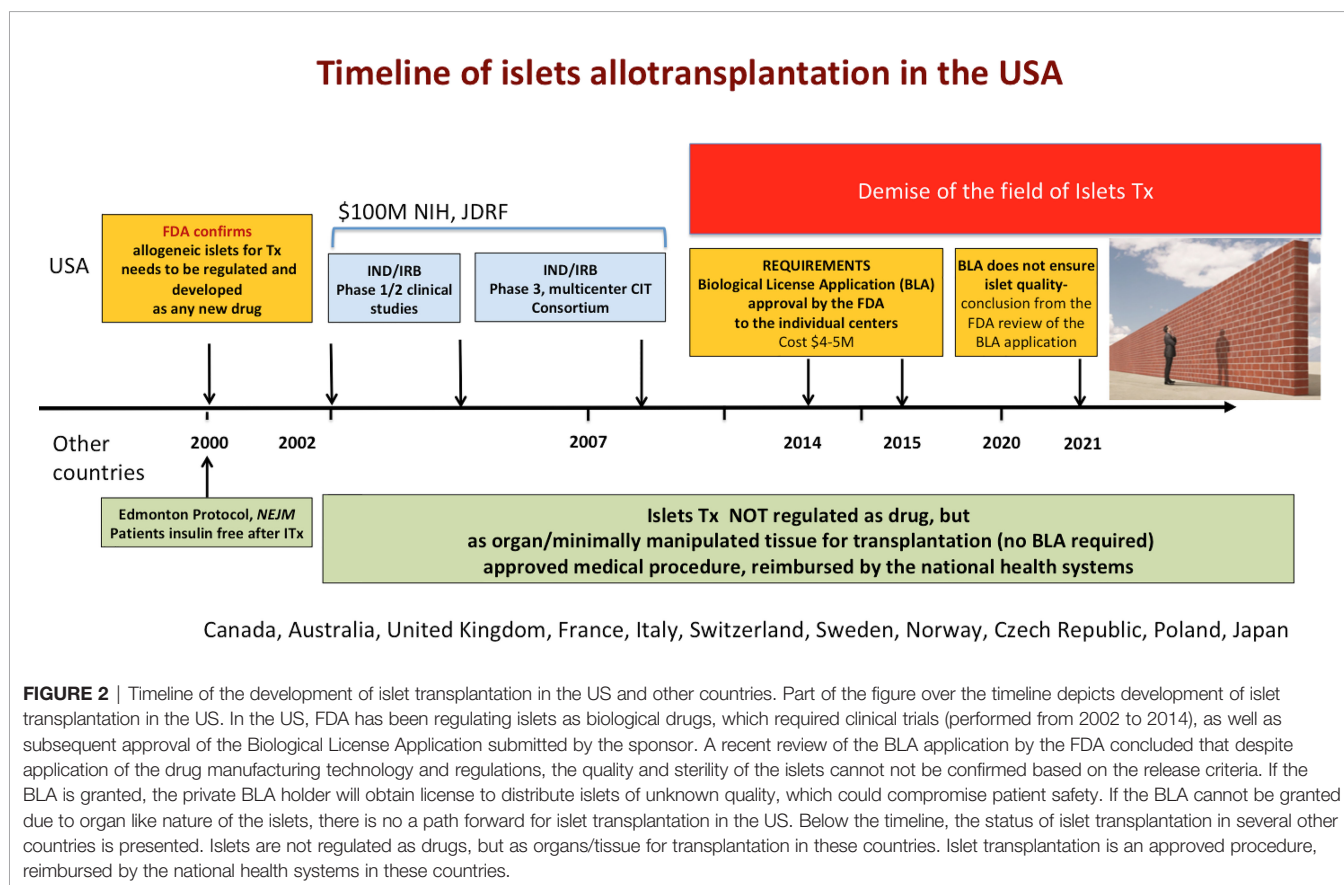 Timeline of islets allotransplantation in the USA
Demise of the field of Islets Tx
$100M NIH, JDRF
USA
FDA confirms
allogeneic islets for Tx
needs to be regulated and
developed
as any new drug
IND/IRB
Phase 1/2 clinical
studies
IND/IRB
Phase 3, multicenter CIT
Consortium
REQUIREMENTS
Biological License Application (BLA)
approval by the FDA
to the individual centers
Cost $4-5M
BLA does not ensure
islet quality-
conclusion from the
FDA review of the
BLA application
Other
countries
2000
2002
2007
2014
2015
2020
2021
Edmonton Protocol, NEJM
Patients insulin free after ITx
Islets Tx NOT regulated as drug, but
as organ/minimally manipulated tissue for transplantation (no BLA required)
approved medical procedure, reimbursed by the national health systems
Canada, Australia, United Kingdom, France, Italy, Switzerland, Sweden, Norway, Czech Republic, Poland, Japan
FIGURE 2 | Timeline of the development of islet transplantation in the US and other countries. Part of the figure over the timeline depicts development of islet
transplantation in the US. In the US, FDA has been regulating islets as biological drugs, which required clinical trials (performed from 2002 to 2014), as well as
subsequent approval of the Biological License Application submitted by the sponsor. A recent review of the BLA application by the FDA concluded that despite
application of the drug manufacturing technology and regulations, the quality and sterility of the islets cannot not be confirmed based on the release criteria. If the
BLA is granted, the private BLA holder will obtain license to distribute islets of unknown quality, which could compromise patient safety. If the BLA cannot be granted
due to organ like nature of the islets, there is no a path forward for islet transplantation in the US. Below the timeline, the status of islet transplantation in several other
countries is presented. Islets are not regulated as drugs, but as organs/tissue for transplantation in these countries. Islet transplantation is an approved procedure,
reimbursed by the national health systems in these countries.